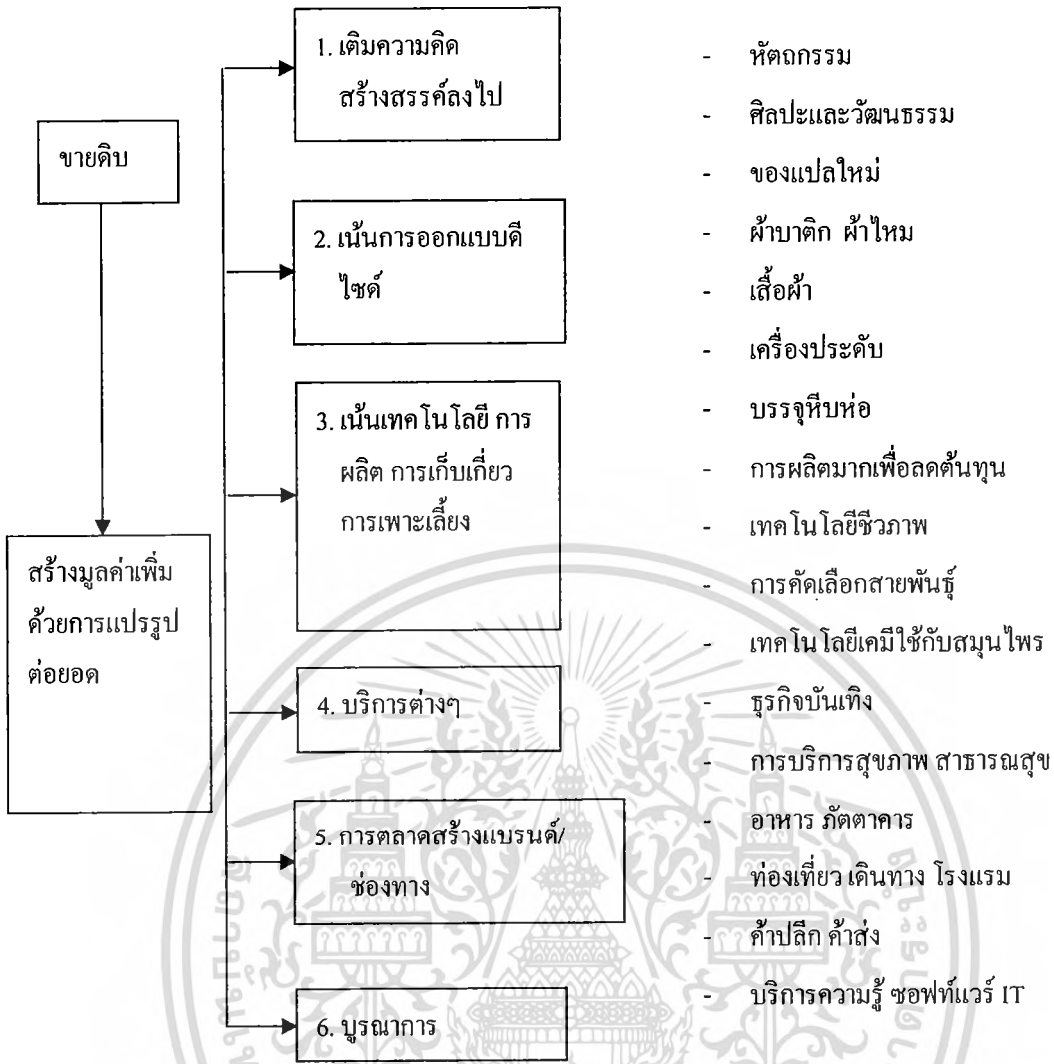 ขายดิบ
สร้างมูลค่าเพิ่ม
ด้วยการแปรรูป
ต่อยอด
1. เติมความคิด
สร้างสรรค์ลงไป
2. เน้นการออกแบบดี
ไซด์
3. เน้นเทคโนโลยี การ
ผลิต การเก็บเกี่ยว
การเพาะเลี้ยง
4. บริการต่างๆ
5. การตลาดสร้างแบรนด์/
ช่องทาง
6. บูรณาการ
- หัตถกรรม
- ศิลปะและวัฒนธรรม
- ของแปลใหม่
- ผ้าบาติก ผ้าไหม
- เสื้อผ้า
- เครื่องประดับ
- บรรจุหีบห่อ
- การผลิตมากเพื่อลดต้นทุน
- เทคโนโลยีชีวภาพ
- การคัดเลือกสายพันธุ์
- เทคโนโลยีเคมีใช้กับสมุนไพร
- ธุรกิจบันเทิง
- การบริการสุขภาพ สาธารณสุข
- อาหาร ภัตตาคาร
- ท่องเที่ยว เดินทาง โรงแรม
- ค้าปลีก ค้าส่ง
- บริการความรู้ ซอฟท์แวร์ IT